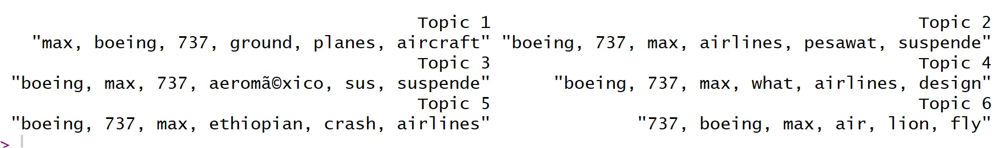 Topic 1 Topic 2
"max, boeing, 737, ground, planes, aircraft" "boeing, 737, max, airlines, pesawat, suspende"
Topic 3 Topic 4
"boeing, max, 737, aeromã©xico, sus, suspende" "boeing, 737, max, what, airlines, design"
Topic 5 Topic 6
"boeing, 737, max, ethiopian, crash, airlines" "737, boeing, max, air, lion, fly"
>